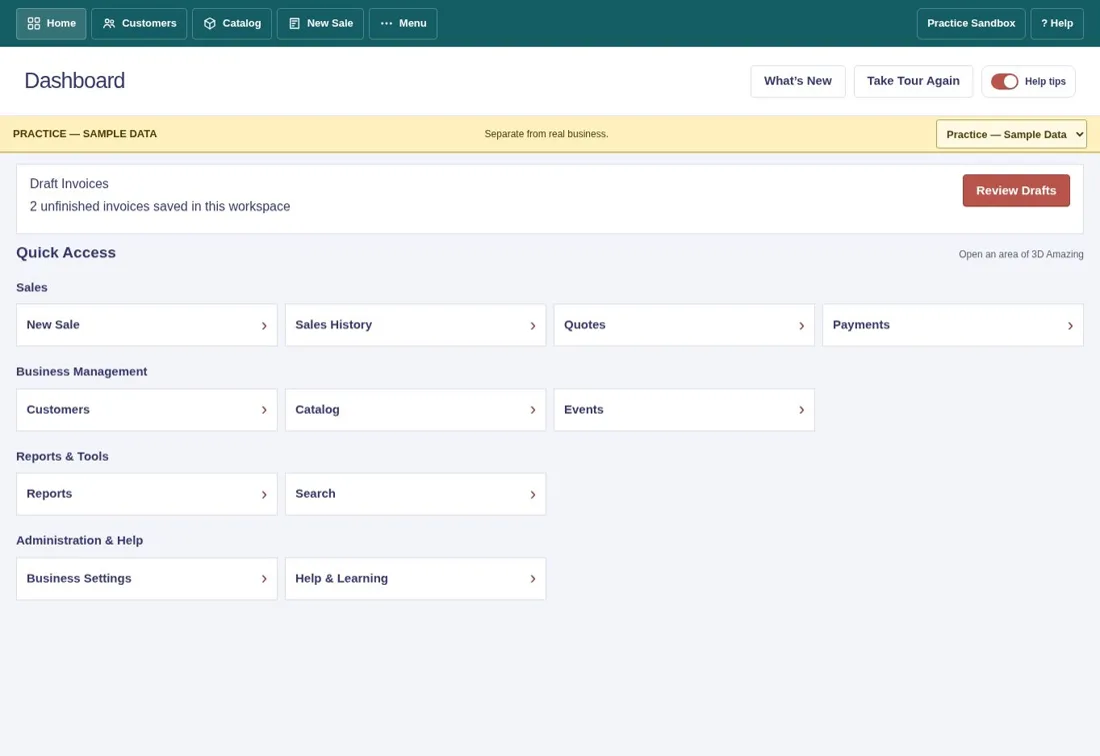 Home
Customers
Catalog
New Sale
Menu
Practice Sandbox
? Help
Dashboard
What's New
Take Tour Again
Help tips
PRACTICE — SAMPLE DATA
Separate from real business.
Practice — Sample Data
Draft Invoices
2 unfinished invoices saved in this workspace
Review Drafts
Quick Access
Open an area of 3D Amazing
Sales
New Sale
Sales History
Quotes
Payments
Business Management
Customers
Catalog
Events
Reports & Tools
Reports
Search
Administration & Help
Business Settings
Help & Learning